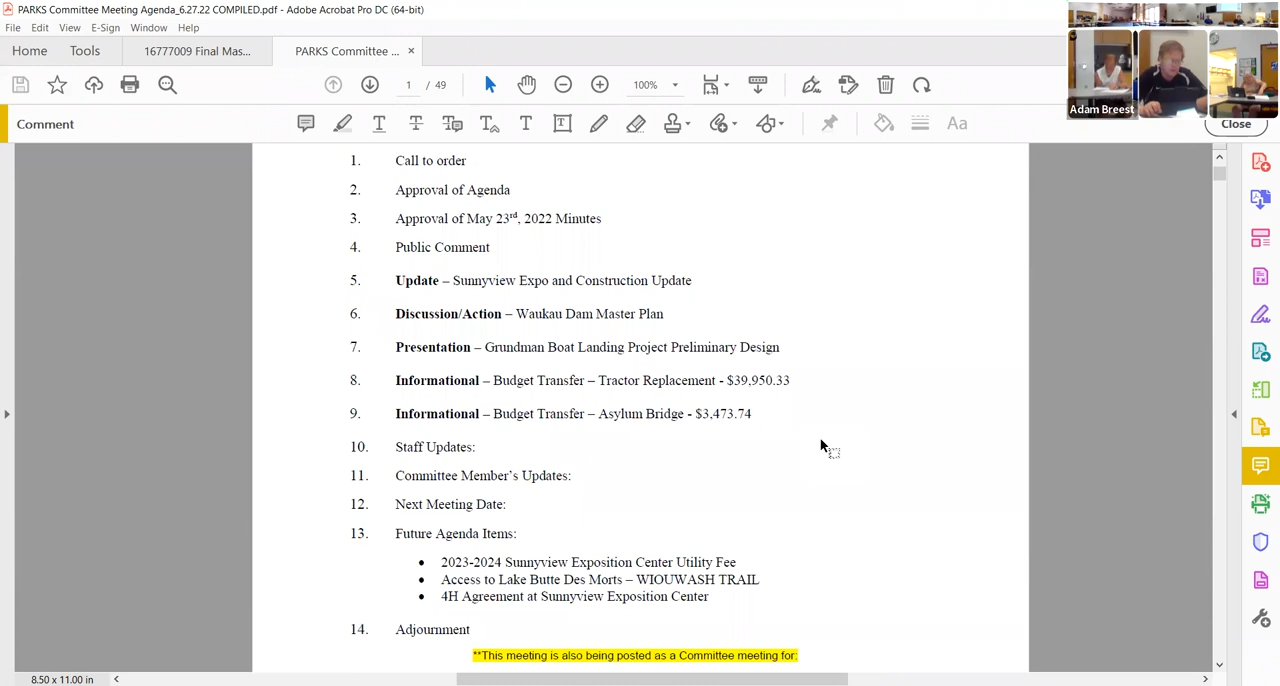 PARKS Committee Meeting Agenda_6.27.22 COMPILED.pdf - Adobe Acrobat Pro DC (64-bit)
File Edit View E-Sign Window Help
Home Tools 16777009 Final Mas... PARKS Committee ... ×
1 / 49 100%
Adam Breest
Comment Aa Close
1. Call to order
2. Approval of Agenda
3. Approval of May 23rd, 2022 Minutes
4. Public Comment
5. Update – Sunnyview Expo and Construction Update
6. Discussion/Action – Waukau Dam Master Plan
7. Presentation – Grundman Boat Landing Project Preliminary Design
8. Informational – Budget Transfer – Tractor Replacement - $39,950.33
9. Informational – Budget Transfer – Asylum Bridge - $3,473.74
10. Staff Updates:
11. Committee Member's Updates:
12. Next Meeting Date:
13. Future Agenda Items:
• 2023-2024 Sunnyview Exposition Center Utility Fee
• Access to Lake Butte Des Morts – WIOUWASH TRAIL
• 4H Agreement at Sunnyview Exposition Center
14. Adjournment
**This meeting is also being posted as a Committee meeting for:
8.50 x 11.00 in